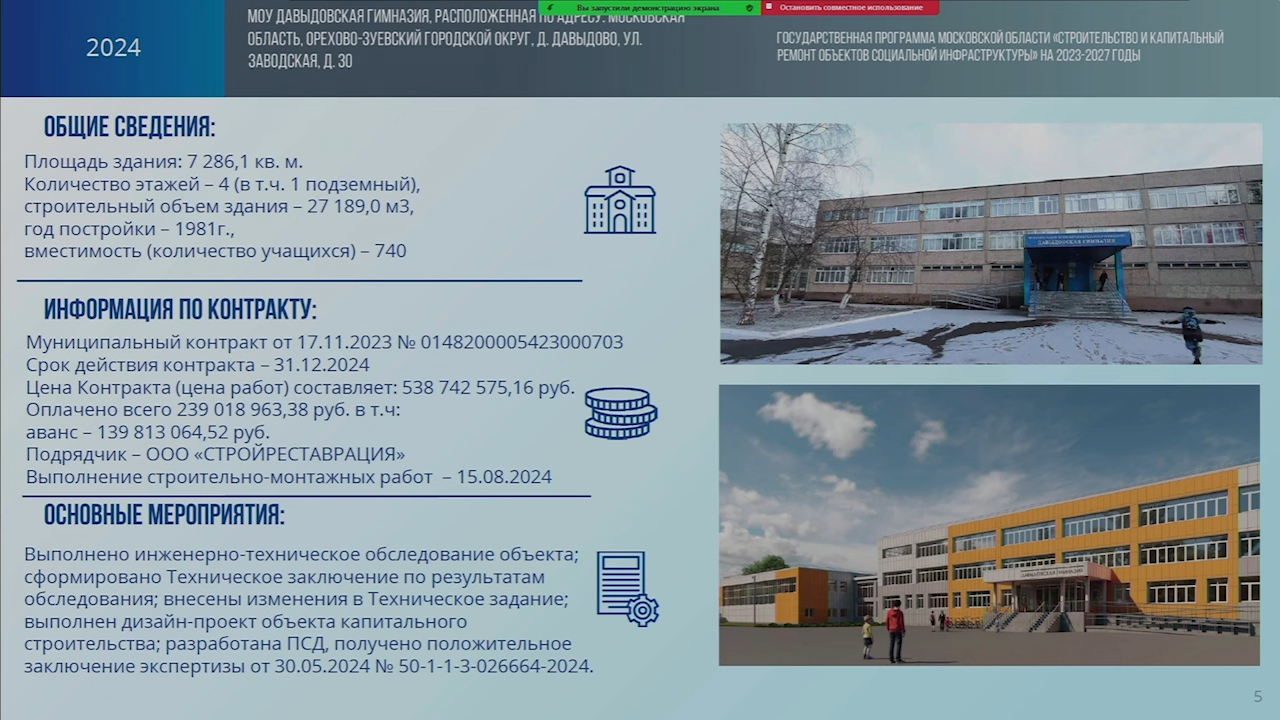 Вы запустили демонстрацию экрана
Остановить совместное использование
2024
МОУ ДАВЫДОВСКАЯ ГИМНАЗИЯ, РАСПОЛОЖЕННАЯ ПО АДРЕСУ: МОСКОВСКАЯ
ОБЛАСТЬ, ОРЕХОВО-ЗУЕВСКИЙ ГОРОДСКОЙ ОКРУГ, Д. ДАВЫДОВО, УЛ.
ЗАВОДСКАЯ, Д. 30
ГОСУДАРСТВЕННАЯ ПРОГРАММА МОСКОВСКОЙ ОБЛАСТИ «СТРОИТЕЛЬСТВО И КАПИТАЛЬНЫЙ
РЕМОНТ ОБЪЕКТОВ СОЦИАЛЬНОЙ ИНФРАСТРУКТУРЫ» НА 2023-2027 ГОДЫ
ОБЩИЕ СВЕДЕНИЯ:
Площадь здания: 7 286,1 кв. м.
Количество этажей – 4 (в т.ч. 1 подземный),
строительный объем здания – 27 189,0 м3,
год постройки – 1981г.,
вместимость (количество учащихся) – 740
ИНФОРМАЦИЯ ПО КОНТРАКТУ:
Муниципальный контракт от 17.11.2023 № 0148200005423000703
Срок действия контракта – 31.12.2024
Цена Контракта (цена работ) составляет: 538 742 575,16 руб.
Оплачено всего 239 018 963,38 руб. в т.ч:
аванс – 139 813 064,52 руб.
Подрядчик – ООО «СТРОЙРЕСТАВРАЦИЯ»
Выполнение строительно-монтажных работ – 15.08.2024
ОСНОВНЫЕ МЕРОПРИЯТИЯ:
Выполнено инженерно-техническое обследование объекта;
сформировано Техническое заключение по результатам
обследования; внесены изменения в Техническое задание;
выполнен дизайн-проект объекта капитального
строительства; разработана ПСД, получено положительное
заключение экспертизы от 30.05.2024 № 50-1-1-3-026664-2024.
ДАВЫДОВСКАЯ ГИМНАЗИЯ
ДАВЫДОВСКАЯ ГИМНАЗИЯ
5